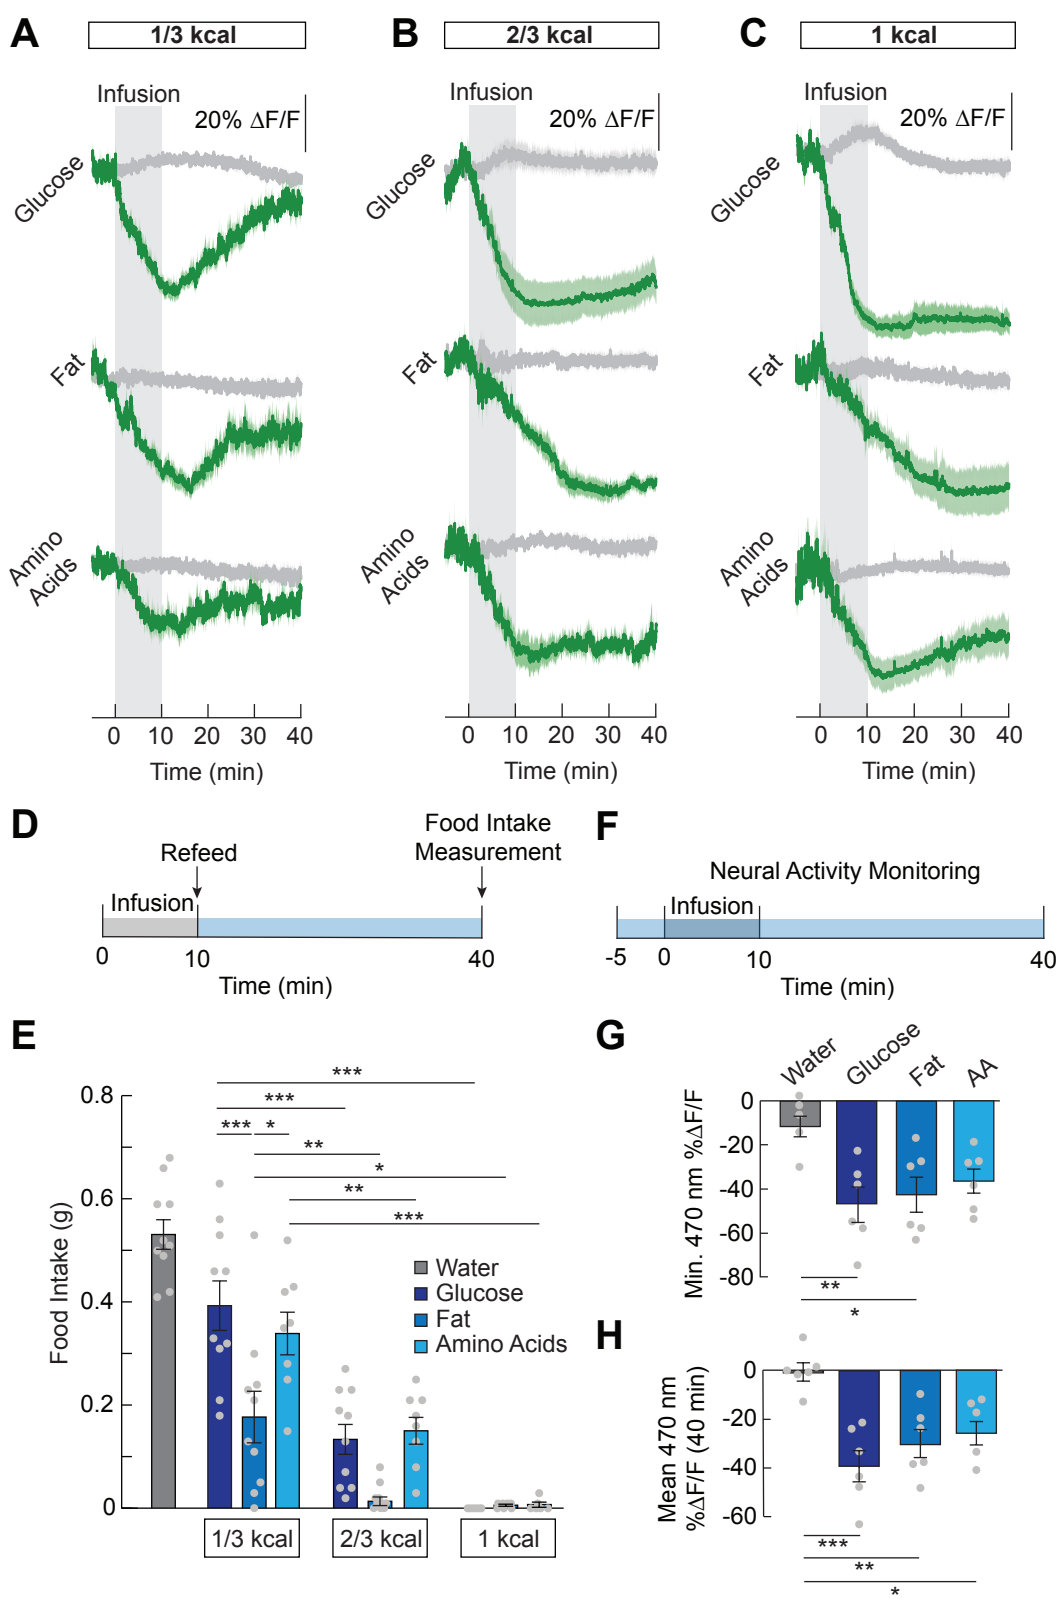 A
1/3 kcal
B
2/3 kcal
C
1 kcal
Infusion
20% ΔF/F
Infusion
20% ΔF/F
Infusion
20% ΔF/F
Glucose
Glucose
Glucose
Fat
Fat
Fat
Amino
Acids
Amino
Acids
Amino
Acids
0 10 20 30 40
0 10 20 30 40
0 10 20 30 40
Time (min)
Time (min)
Time (min)
D
Refeed
Food Intake
Measurement
Infusion
0 10 40
Time (min)
F
Neural Activity Monitoring
Infusion
-5 0 10 40
Time (min)
E
Food Intake (g)
0.8
0.6
0.4
0.2
0
***
***
*** *
**
*
**
***
Water
Glucose
Fat
Amino Acids
1/3 kcal
2/3 kcal
1 kcal
G
Water
Glucose
Fat
AA
Min. 470 nm %ΔF/F
0
-20
-40
-60
-80
**
*
H
Mean 470 nm
%ΔF/F (40 min)
0
-20
-40
-60
***
**
*